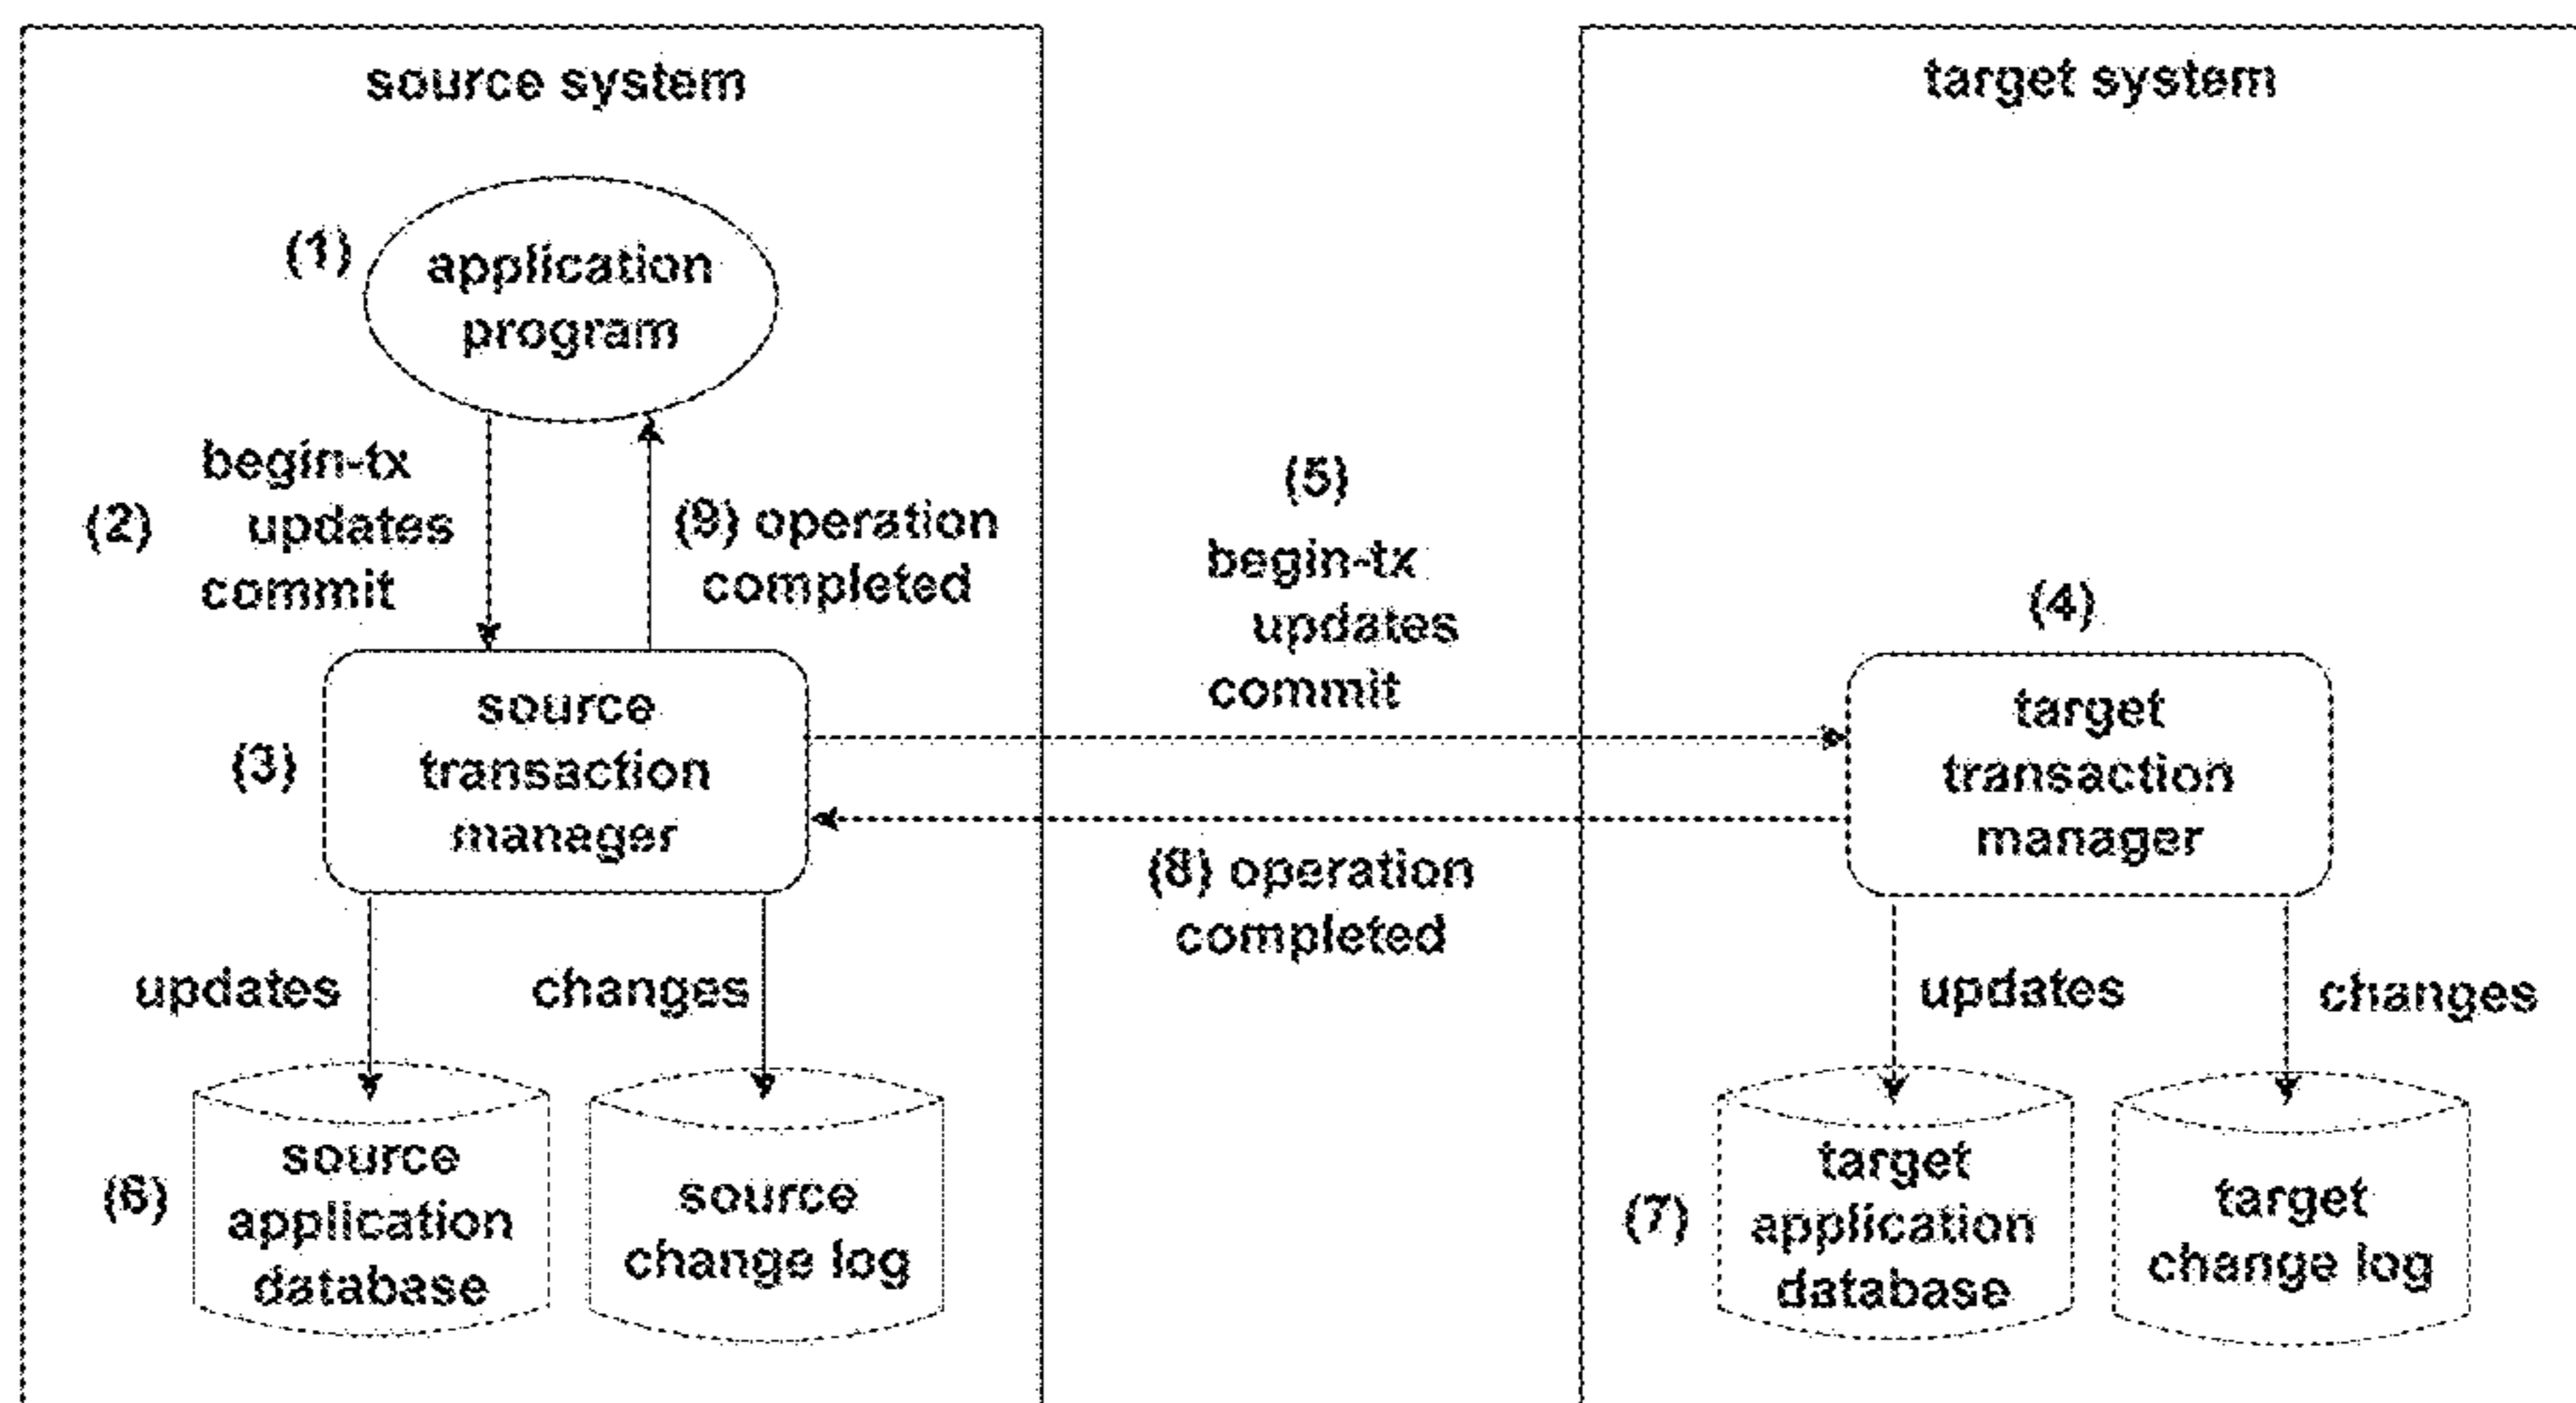 source system
(1)
application
program
(2)
begin-tx
updates
commit
(9) operation
completed
(3)
source
transaction
manager
updates
changes
(6)
source
application
database
source
change log
(5)
begin-tx
updates
commit
(8) operation
completed
target system
(4)
target
transaction
manager
updates
changes
(7)
target
application
database
target
change log